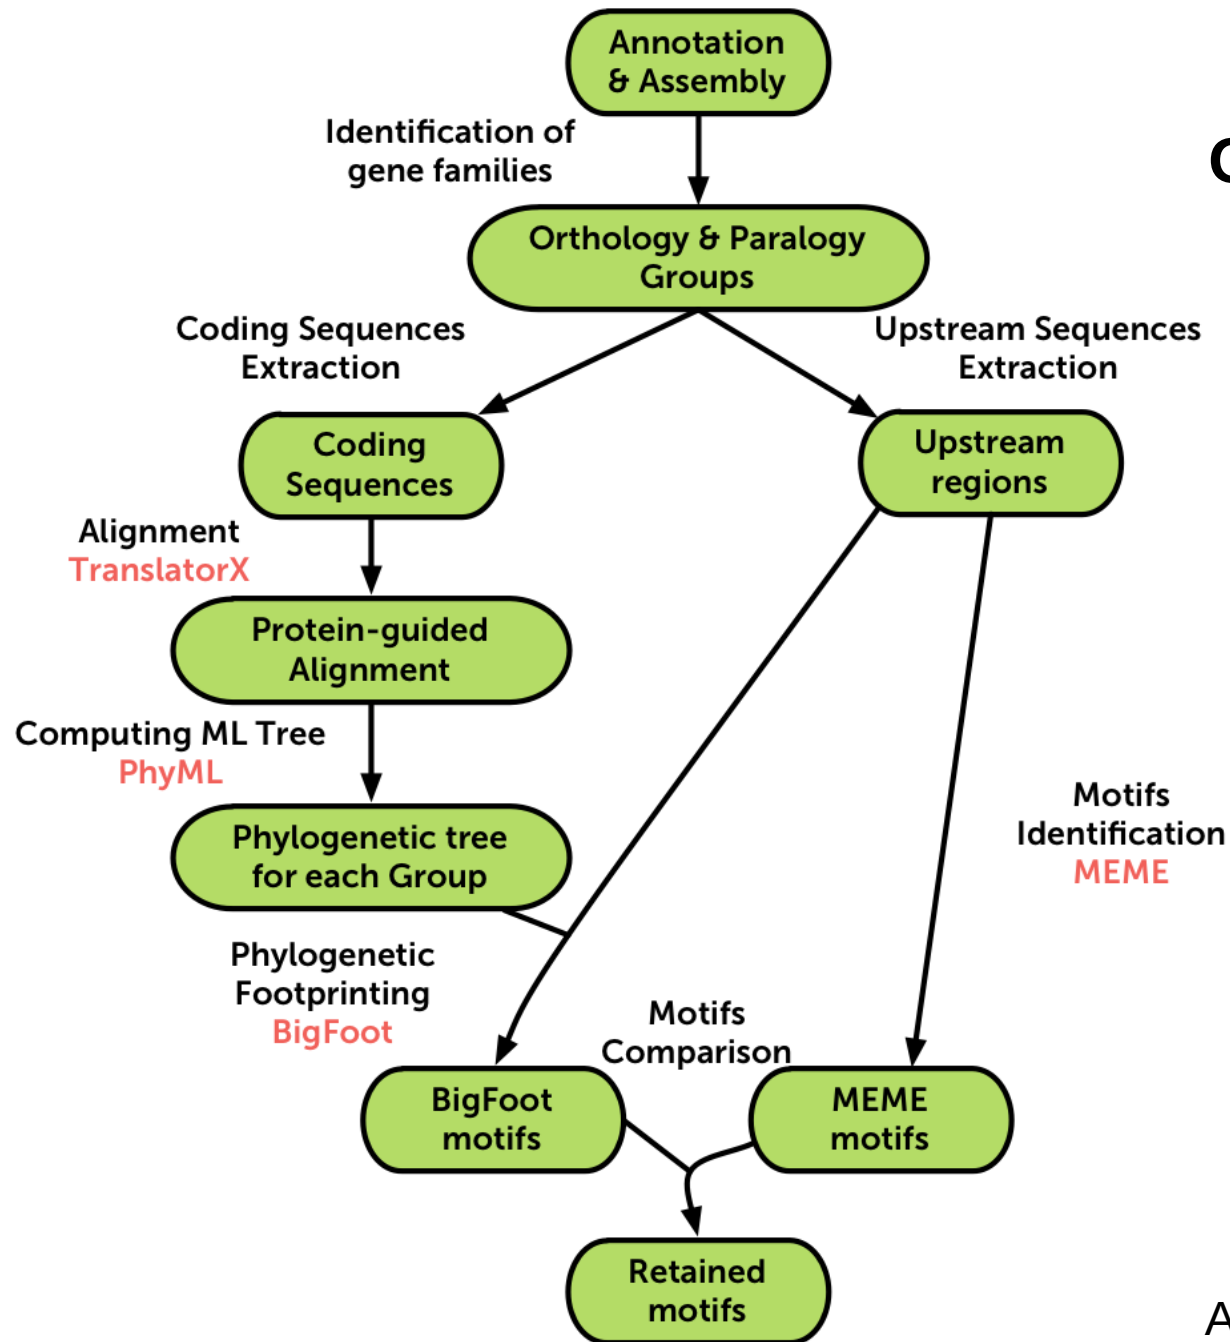 Annotation
& Assembly
Identification of
gene families
Orthology & Paralogy
Groups
Coding Sequences
Extraction
Upstream Sequences
Extraction
Coding
Sequences
Upstream
regions
Alignment
TranslatorX
Protein-guided
Alignment
Computing ML Tree
PhyML
Motifs
Identification
MEME
Phylogenetic tree
for each Group
Phylogenetic
Footprinting
BigFoot
Motifs
Comparison
BigFoot
motifs
MEME
motifs
Retained
motifs